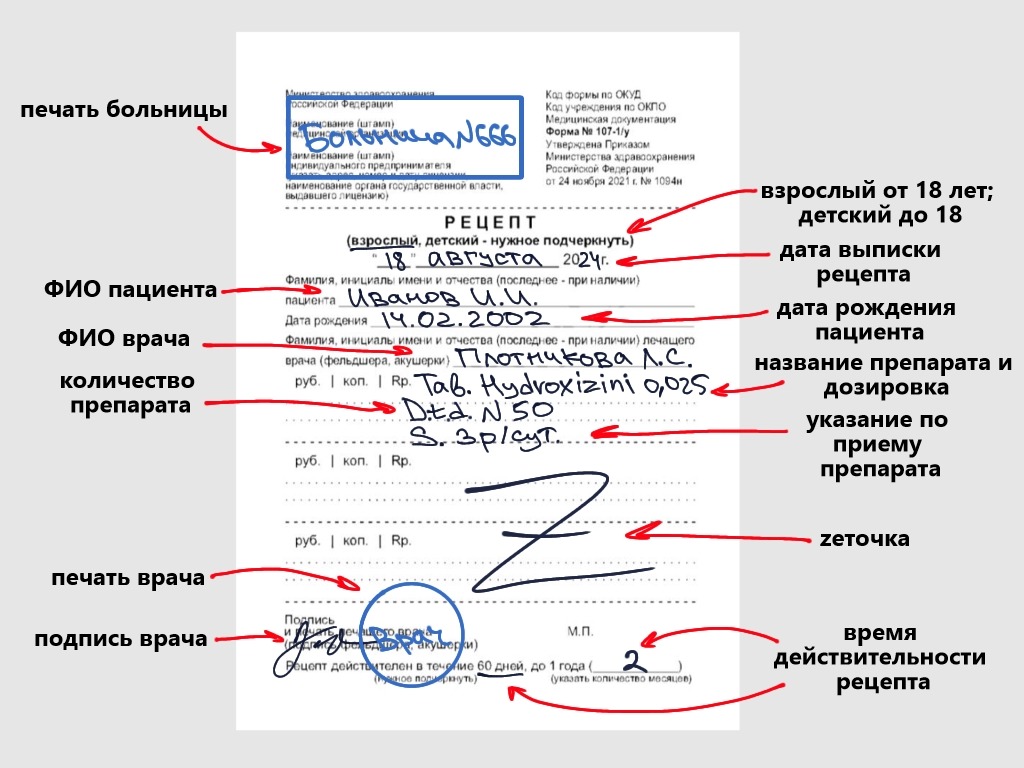 печать больницы
ФИО пациента
ФИО врача
количество
препарата
печать врача
подпись врача
Министерство здравоохранения
Российской Федерации
Больница №666
наименование (штамп)
медицинской организации
наименование (штамп)
индивидуального предпринимателя
(указать адрес, номер и дату лицензии,
наименование органа государственной власти,
выдавшего лицензию)
Код формы по ОКУД
Код учреждения по ОКПО
Медицинская документация
Форма № 107-1/у
Утверждена Приказом
Министерства здравоохранения
Российской Федерации
от 24 ноября 2021 г. № 1094н
РЕЦЕПТ
(взрослый, детский - нужное подчеркнуть)
"18" августа 2024г.
Фамилия, инициалы имени и отчества (последнее - при наличии)
пациента Иванов И.И.
Дата рождения 14.02.2002
Фамилия, инициалы имени и отчества (последнее - при наличии) лечащего
врача (фельдшера, акушерки) Плотникова Л.С.
руб. | коп. | Rp. Tab. Hydroxizini 0,025
D.t.d. N 50
S. 3р/сут.
руб. | коп. | Rp.
руб. | коп. | Rp.
Подпись
и печать лечащего врача
(подпись фельдшера, акушерки)
Врач
М.П.
Рецепт действителен в течение 60 дней, до 1 года (2)
(нужное подчеркнуть)
(указать количество месяцев)
взрослый от 18 лет;
детский до 18
дата выписки
рецепта
дата рождения
пациента
название препарата и
дозировка
указание по
приему
препарата
zеточка
время
действительности
рецепта